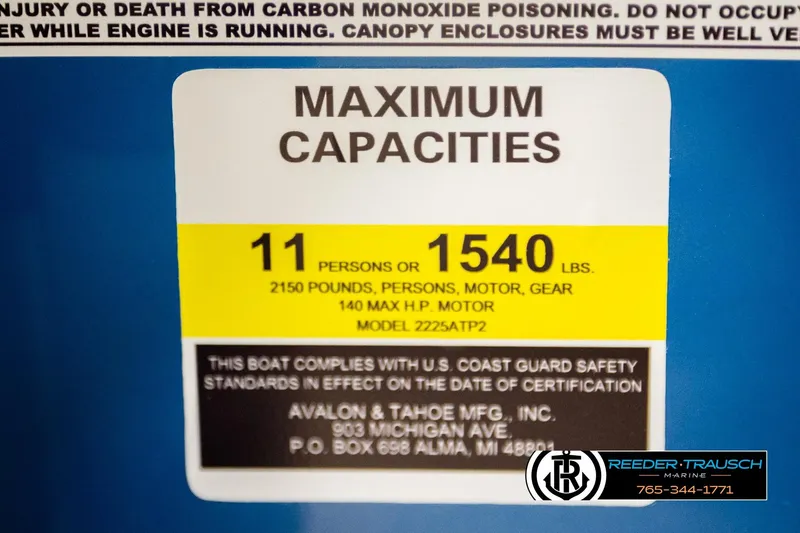 NJURY OR DEATH FROM CARBON MONOXIDE POISONING. DO NOT OCCUPY
ER WHILE ENGINE IS RUNNING. CANOPY ENCLOSURES MUST BE WELL VE
MAXIMUM
CAPACITIES
11 PERSONS OR 1540 LBS.
2150 POUNDS, PERSONS, MOTOR, GEAR
140 MAX H.P. MOTOR
MODEL 2225ATP2
THIS BOAT COMPLIES WITH U.S. COAST GUARD SAFETY
STANDARDS IN EFFECT ON THE DATE OF CERTIFICATION
AVALON & TAHOE MFG., INC.
903 MICHIGAN AVE.
P.O. BOX 698 ALMA, MI 48801
REEDER·TRAUSCH
MARINE
765-344-1771